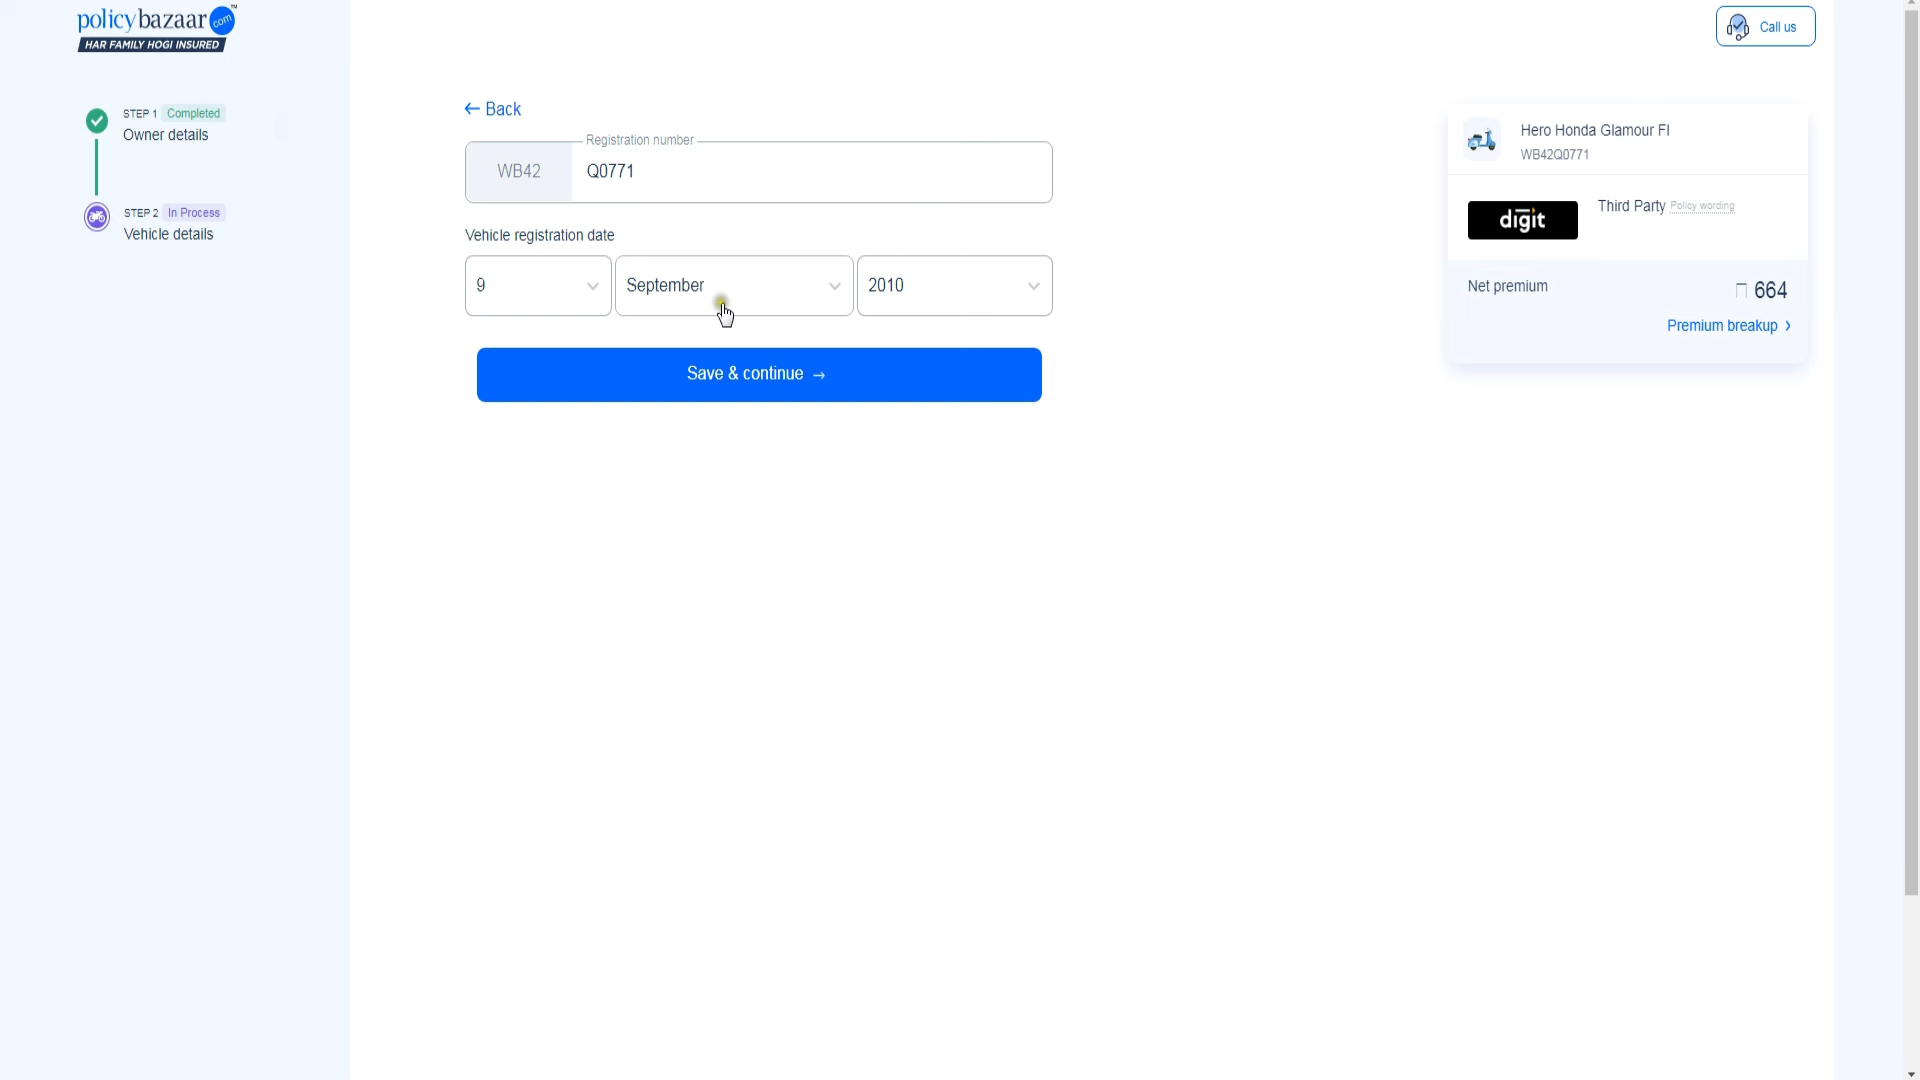 policybazaar.com™
HAR FAMILY HOGI INSURED
Call us
STEP 1 Completed
Owner details
STEP 2 In Process
Vehicle details
← Back
Registration number
WB42 Q0771
Vehicle registration date
9 September 2010
Save & continue →
Hero Honda Glamour FI
WB42Q0771
digit
Third Party Policy wording
Net premium 664
Premium breakup >